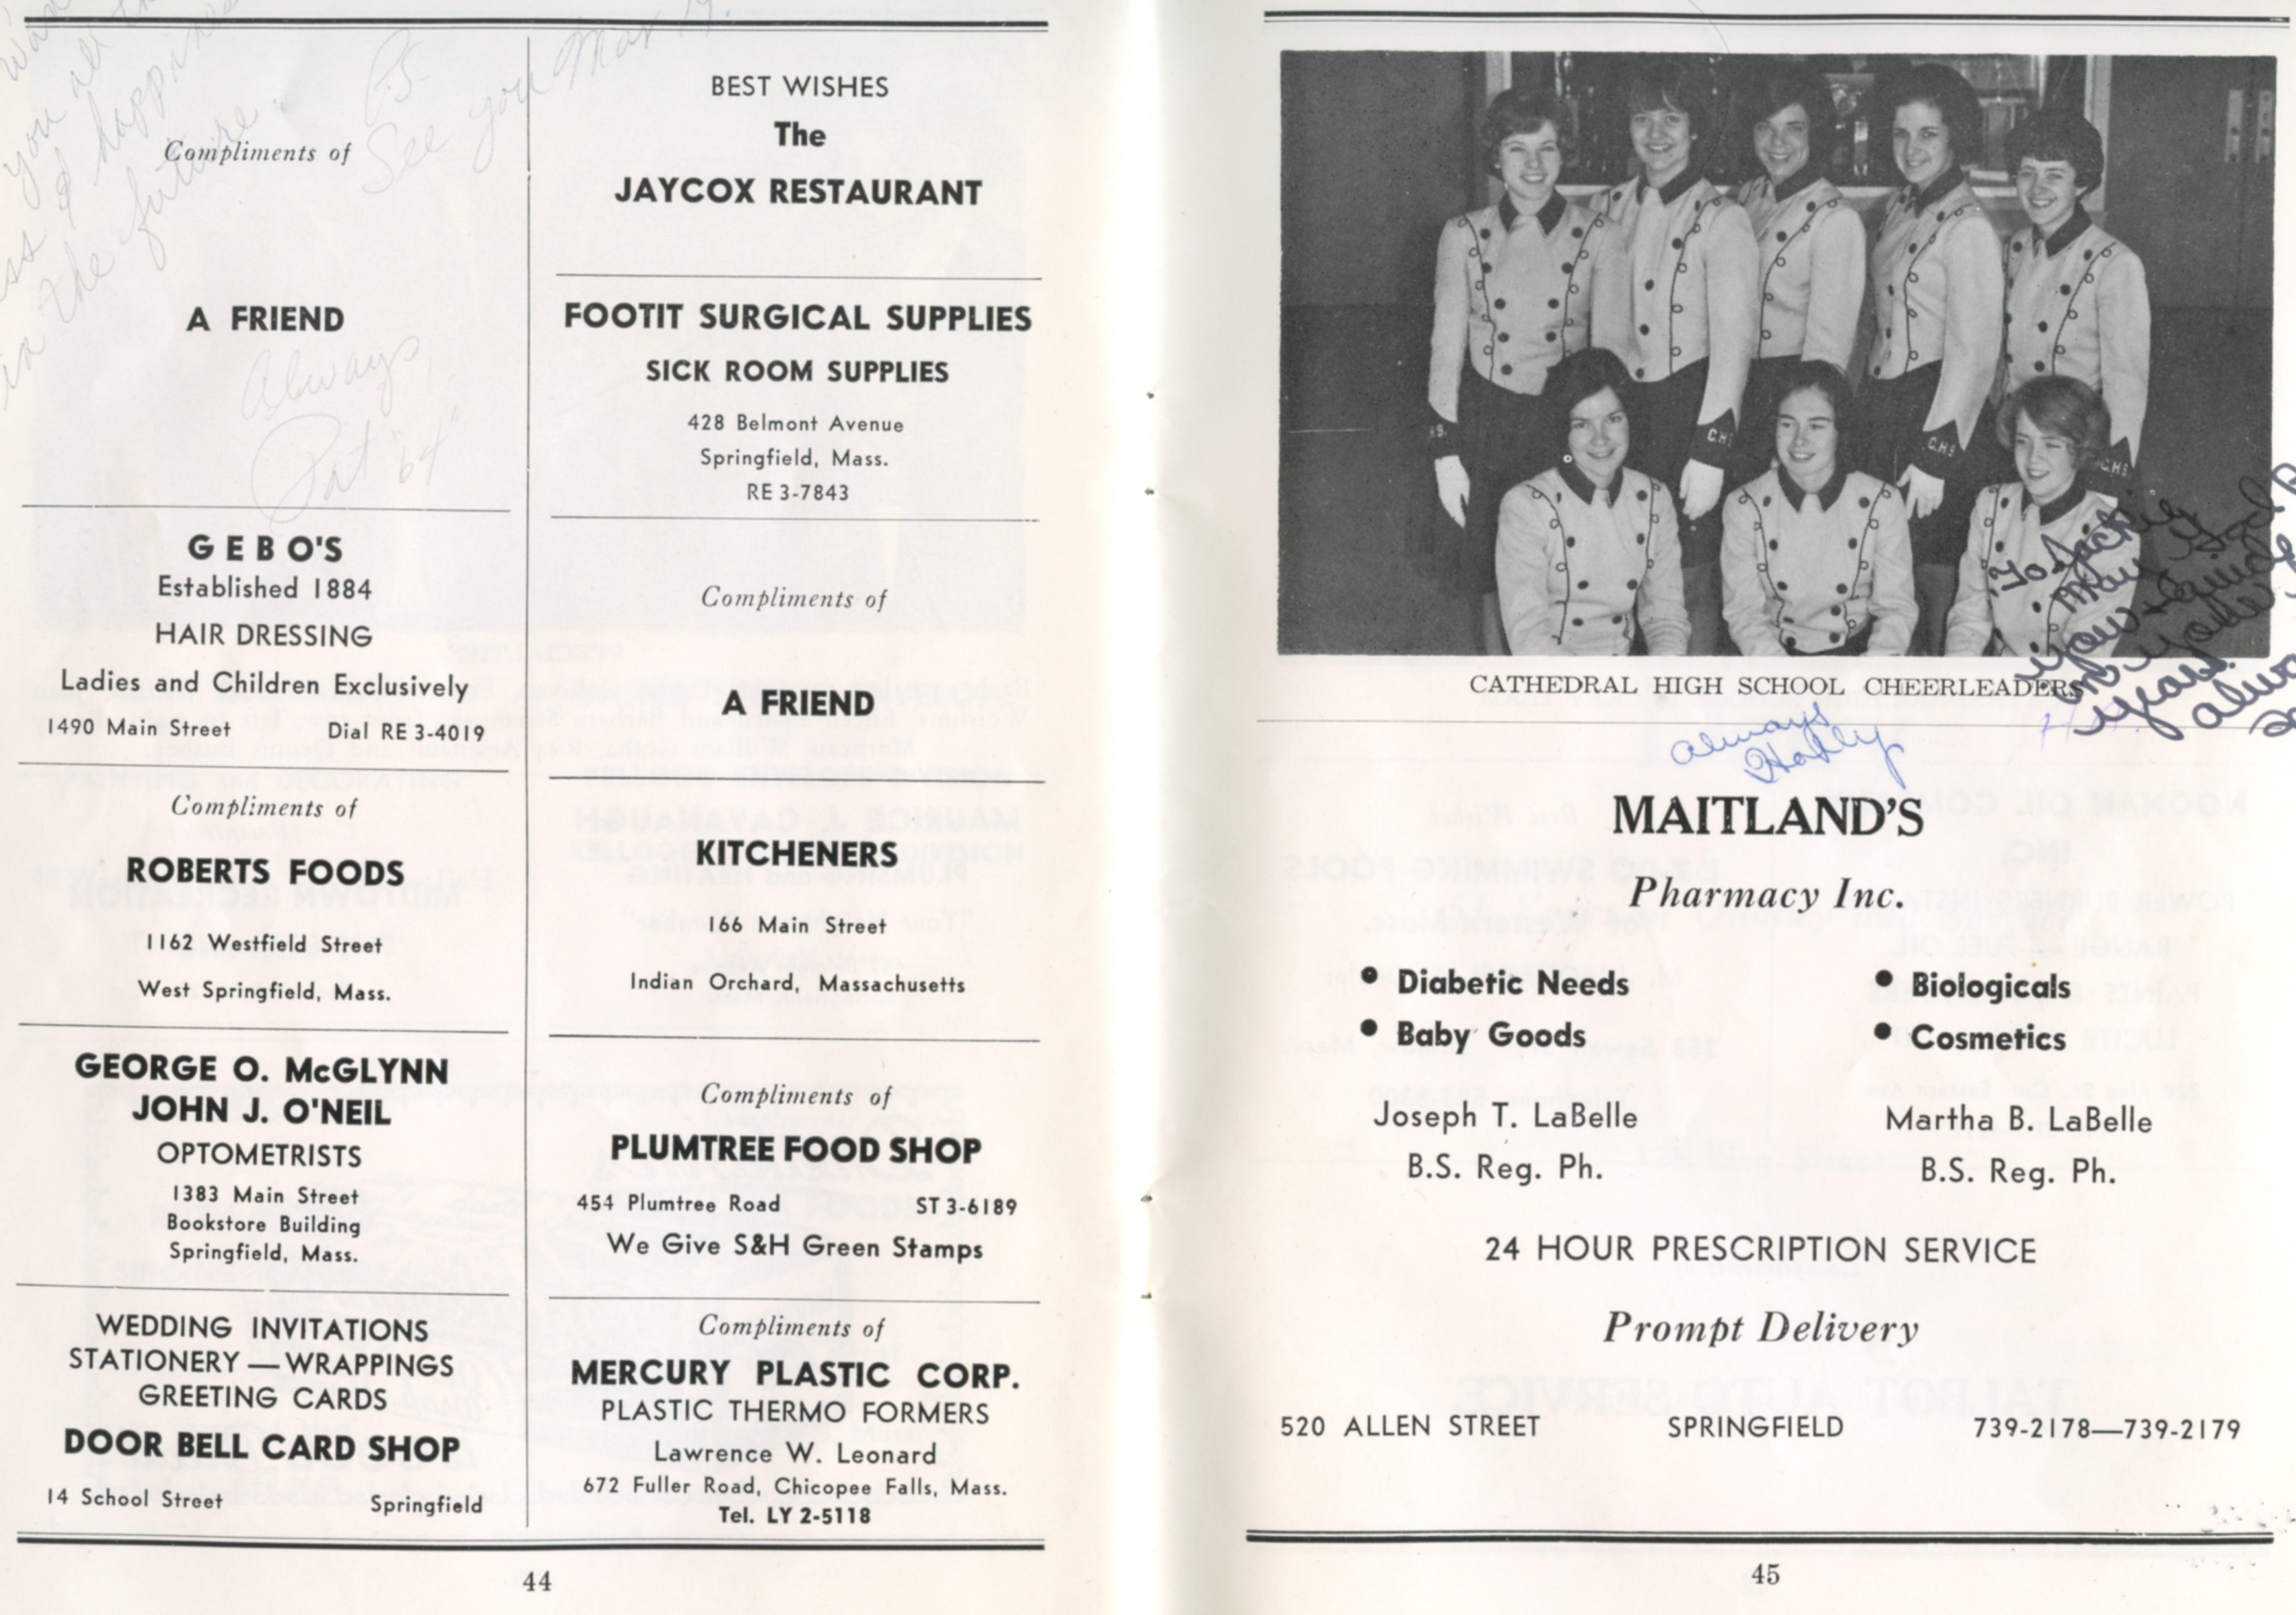 you all
& happiness
in the future.
P.S.
See you Mar 19.
Compliments of
A FRIEND
Always,
Pat "64"
GEBO'S
Established 1884
HAIR DRESSING
Ladies and Children Exclusively
1490 Main Street Dial RE 3-4019
Compliments of
ROBERTS FOODS
1162 Westfield Street
West Springfield, Mass.
GEORGE O. McGLYNN
JOHN J. O'NEIL
OPTOMETRISTS
1383 Main Street
Bookstore Building
Springfield, Mass.
WEDDING INVITATIONS
STATIONERY — WRAPPINGS
GREETING CARDS
DOOR BELL CARD SHOP
14 School Street Springfield
BEST WISHES
The
JAYCOX RESTAURANT
FOOTIT SURGICAL SUPPLIES
SICK ROOM SUPPLIES
428 Belmont Avenue
Springfield, Mass.
RE 3-7843
Compliments of
A FRIEND
KITCHENERS
166 Main Street
Indian Orchard, Massachusetts
Compliments of
PLUMTREE FOOD SHOP
454 Plumtree Road ST 3-6189
We Give S&H Green Stamps
Compliments of
MERCURY PLASTIC CORP.
PLASTIC THERMO FORMERS
Lawrence W. Leonard
672 Fuller Road, Chicopee Falls, Mass.
Tel. LY 2-5118
44
C.H.S
C.H.S
C.H.S
To Jackie
May God
you
in
years.
CATHEDRAL HIGH SCHOOL CHEERLEADERS
always
MAITLAND'S
Pharmacy Inc.
• Diabetic Needs • Biologicals
• Baby Goods • Cosmetics
Joseph T. LaBelle Martha B. LaBelle
B.S. Reg. Ph. B.S. Reg. Ph.
24 HOUR PRESCRIPTION SERVICE
Prompt Delivery
520 ALLEN STREET SPRINGFIELD 739-2178—739-2179
45